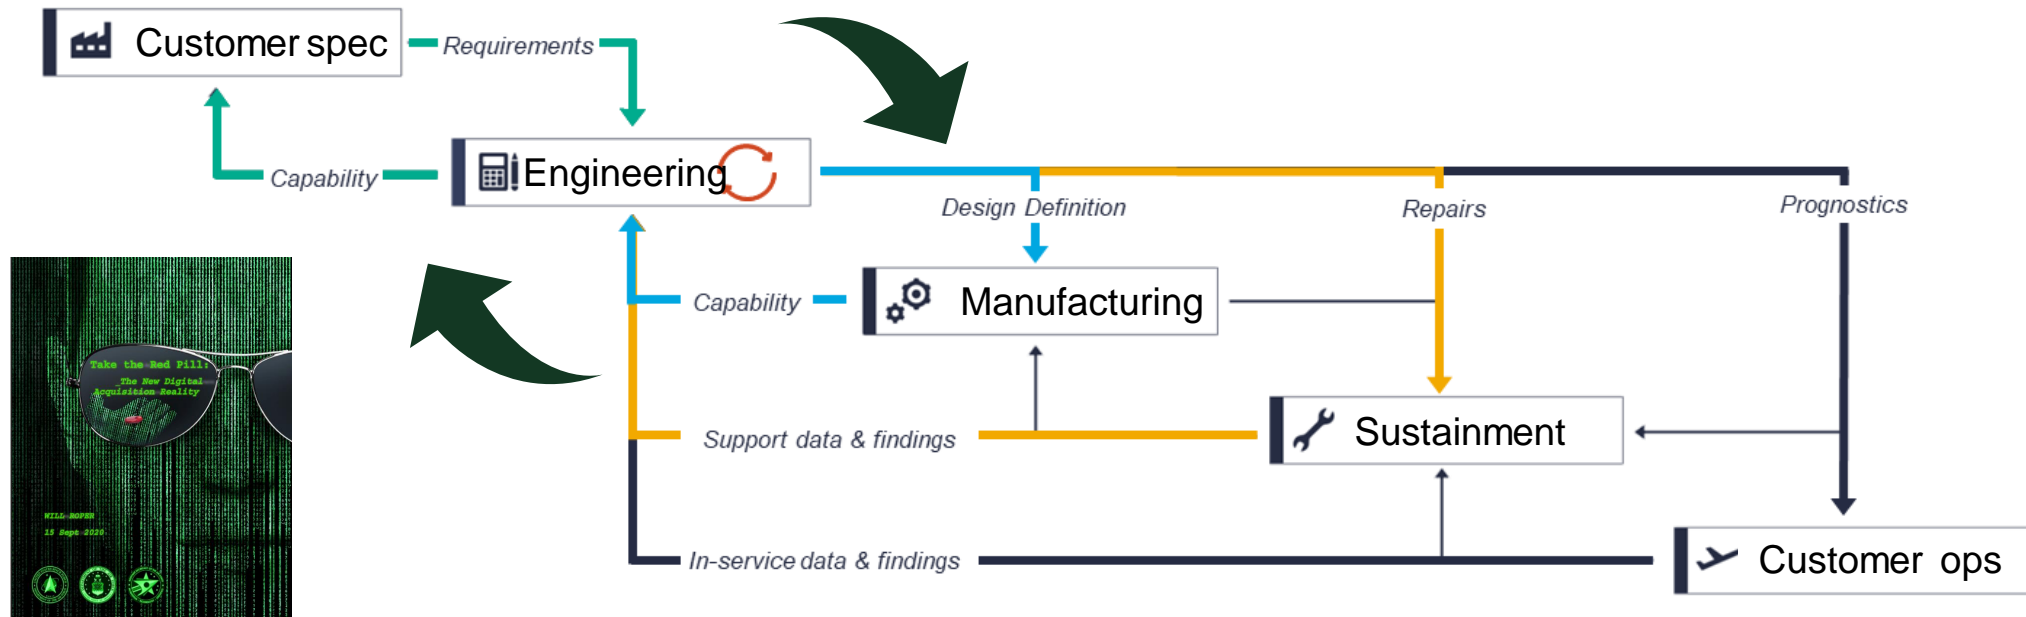 Customer spec
Requirements
Capability
Engineering
Design Definition
Repairs
Prognostics
Capability
Manufacturing
Support data & findings
Sustainment
In-service data & findings
Customer ops
Take the Red Pill:
_The New Digital
Acquisition Reality
WILL ROPER
15 Sept 2020